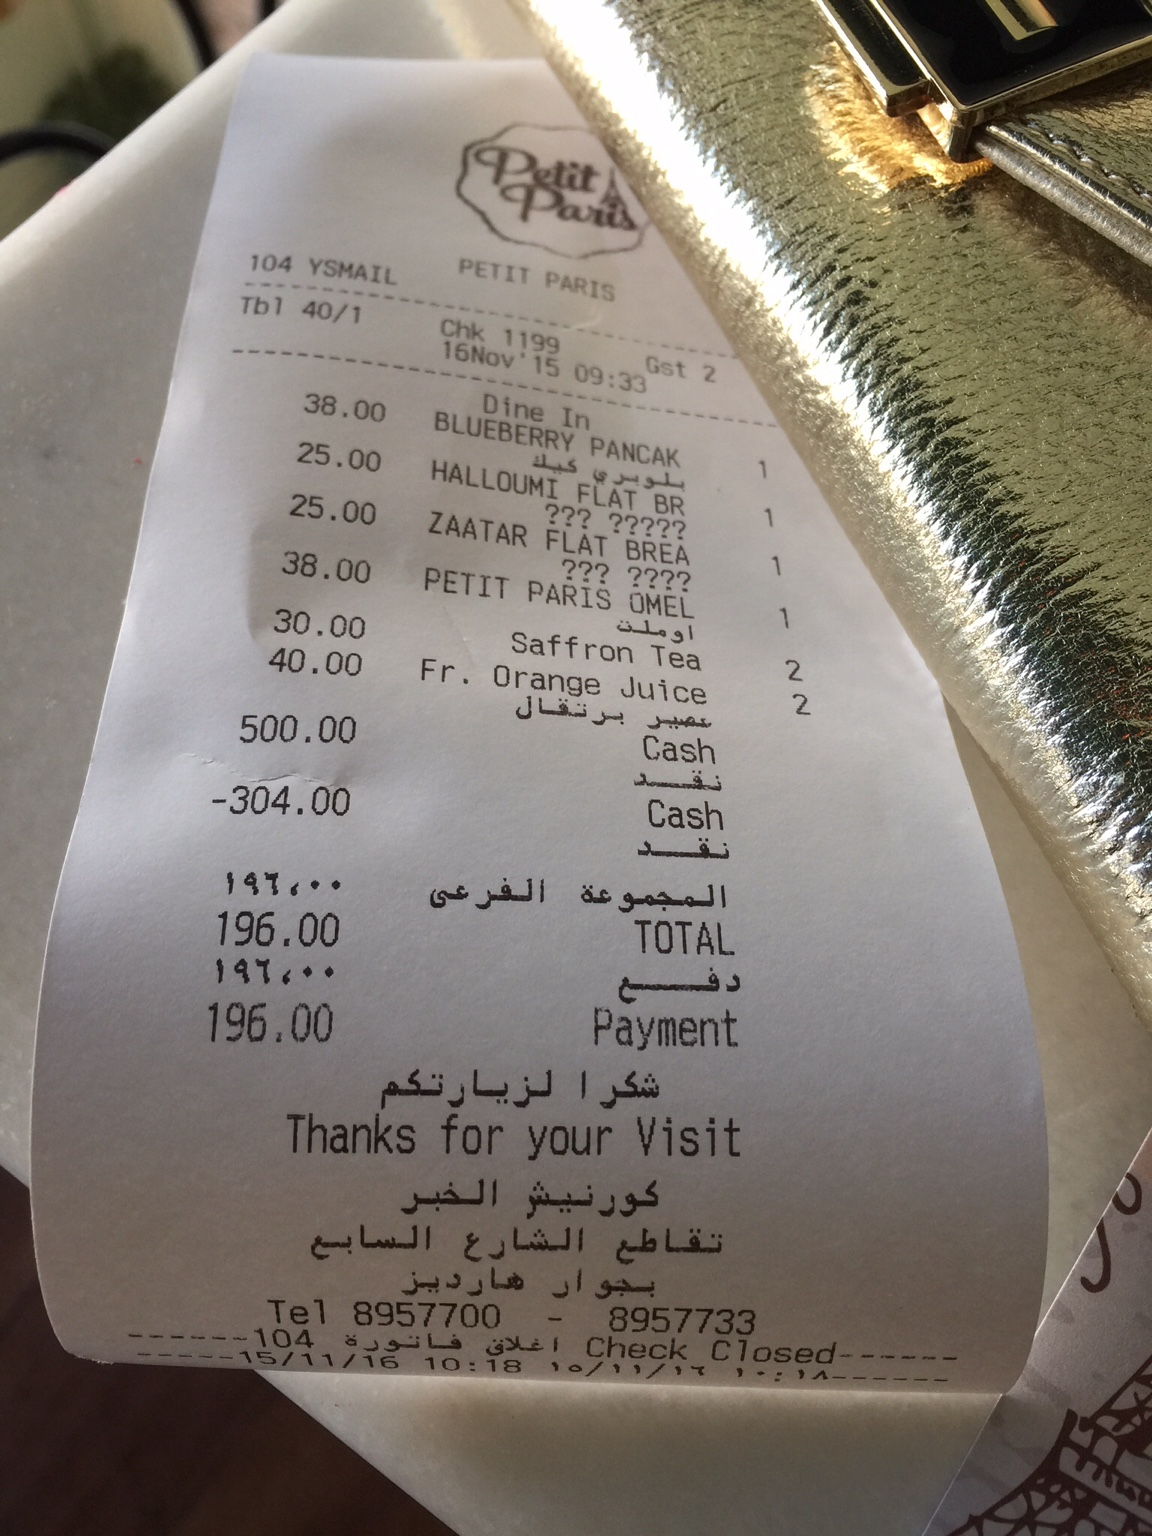 Petit
Paris
104 YSMAIL PETIT PARIS
Tbl 40/1 Chk 1199 Gst 2
16Nov'15 09:33
Dine In
38.00 BLUEBERRY PANCAK 1
بلوبري كيك
25.00 HALLOUMI FLAT BR 1
??? ?????
25.00 ZAATAR FLAT BREA 1
??? ????
38.00 PETIT PARIS OMEL 1
اوملت
30.00 Saffron Tea 2
40.00 Fr. Orange Juice 2
عصير برتقال
500.00 Cash
نقد
-304.00 Cash
نقد
المجموعة الفرعى ١٩٦،٠٠
196.00 TOTAL
دفع ١٩٦،٠٠
196.00 Payment
شكرا لزيارتكم
Thanks for your Visit
كورنيش الخبر
تقاطع الشارع السابع
بجوار هارديز
Tel 8957700 - 8957733
------104 اغلاق فاتورة Check Closed------
-----15/11/16 10:18 ١٥/١١/١٦ ١٠:١٨------